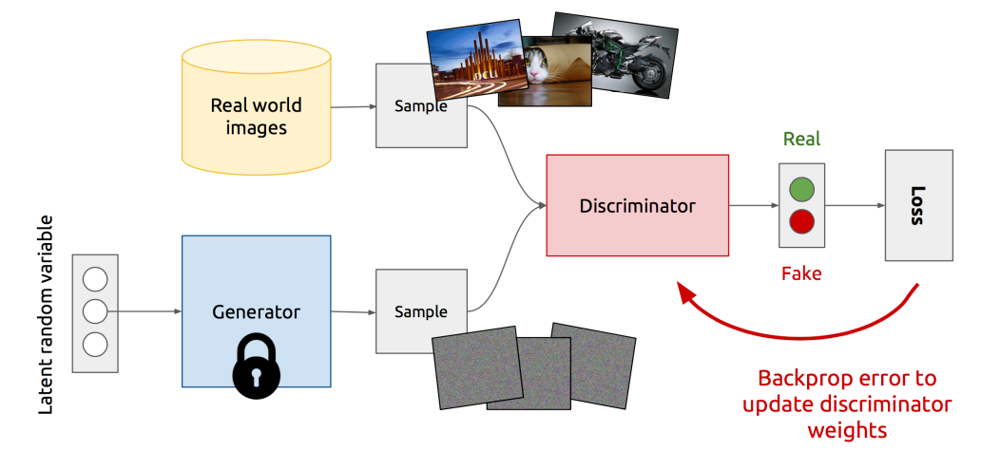 Real world
images
Sample
DCU
Real
Discriminator
Loss
Fake
Latent random variable
Generator
Sample
Backprop error to
update discriminator
weights